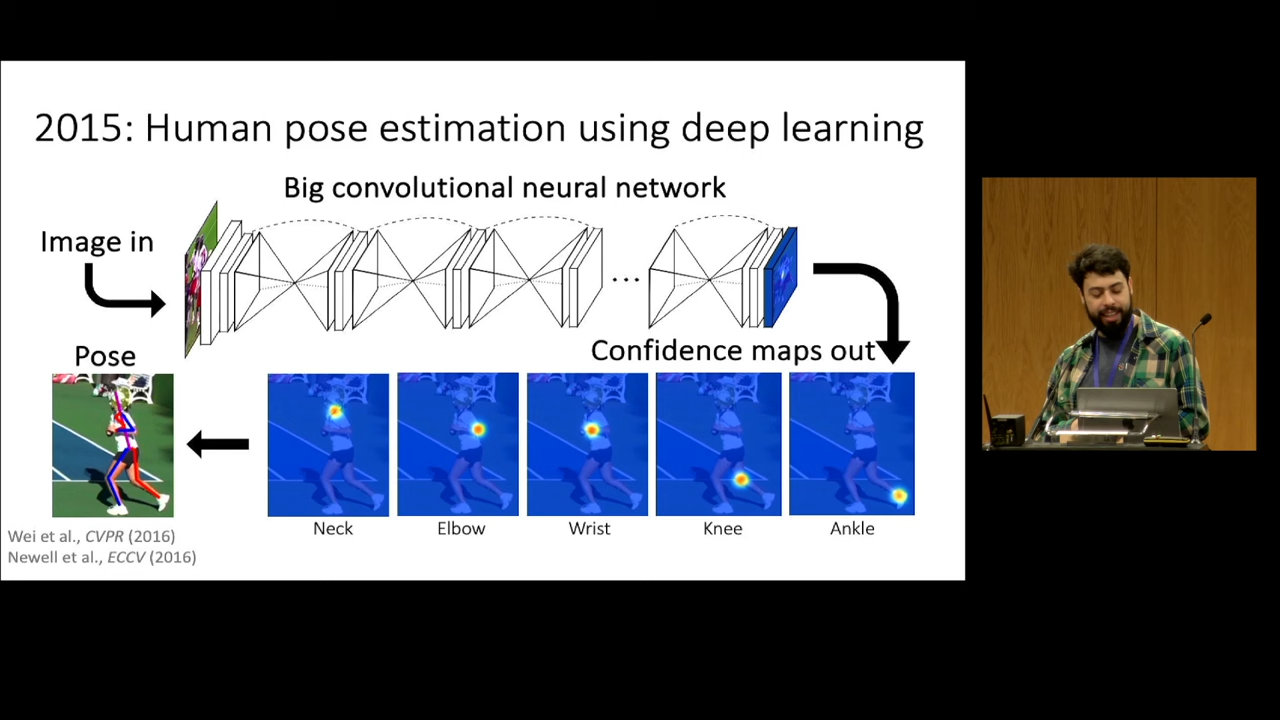 2015: Human pose estimation using deep learning
Big convolutional neural network
Image in
...
Confidence maps out
Pose
Neck
Elbow
Wrist
Knee
Ankle
Wei et al., CVPR (2016)
Newell et al., ECCV (2016)